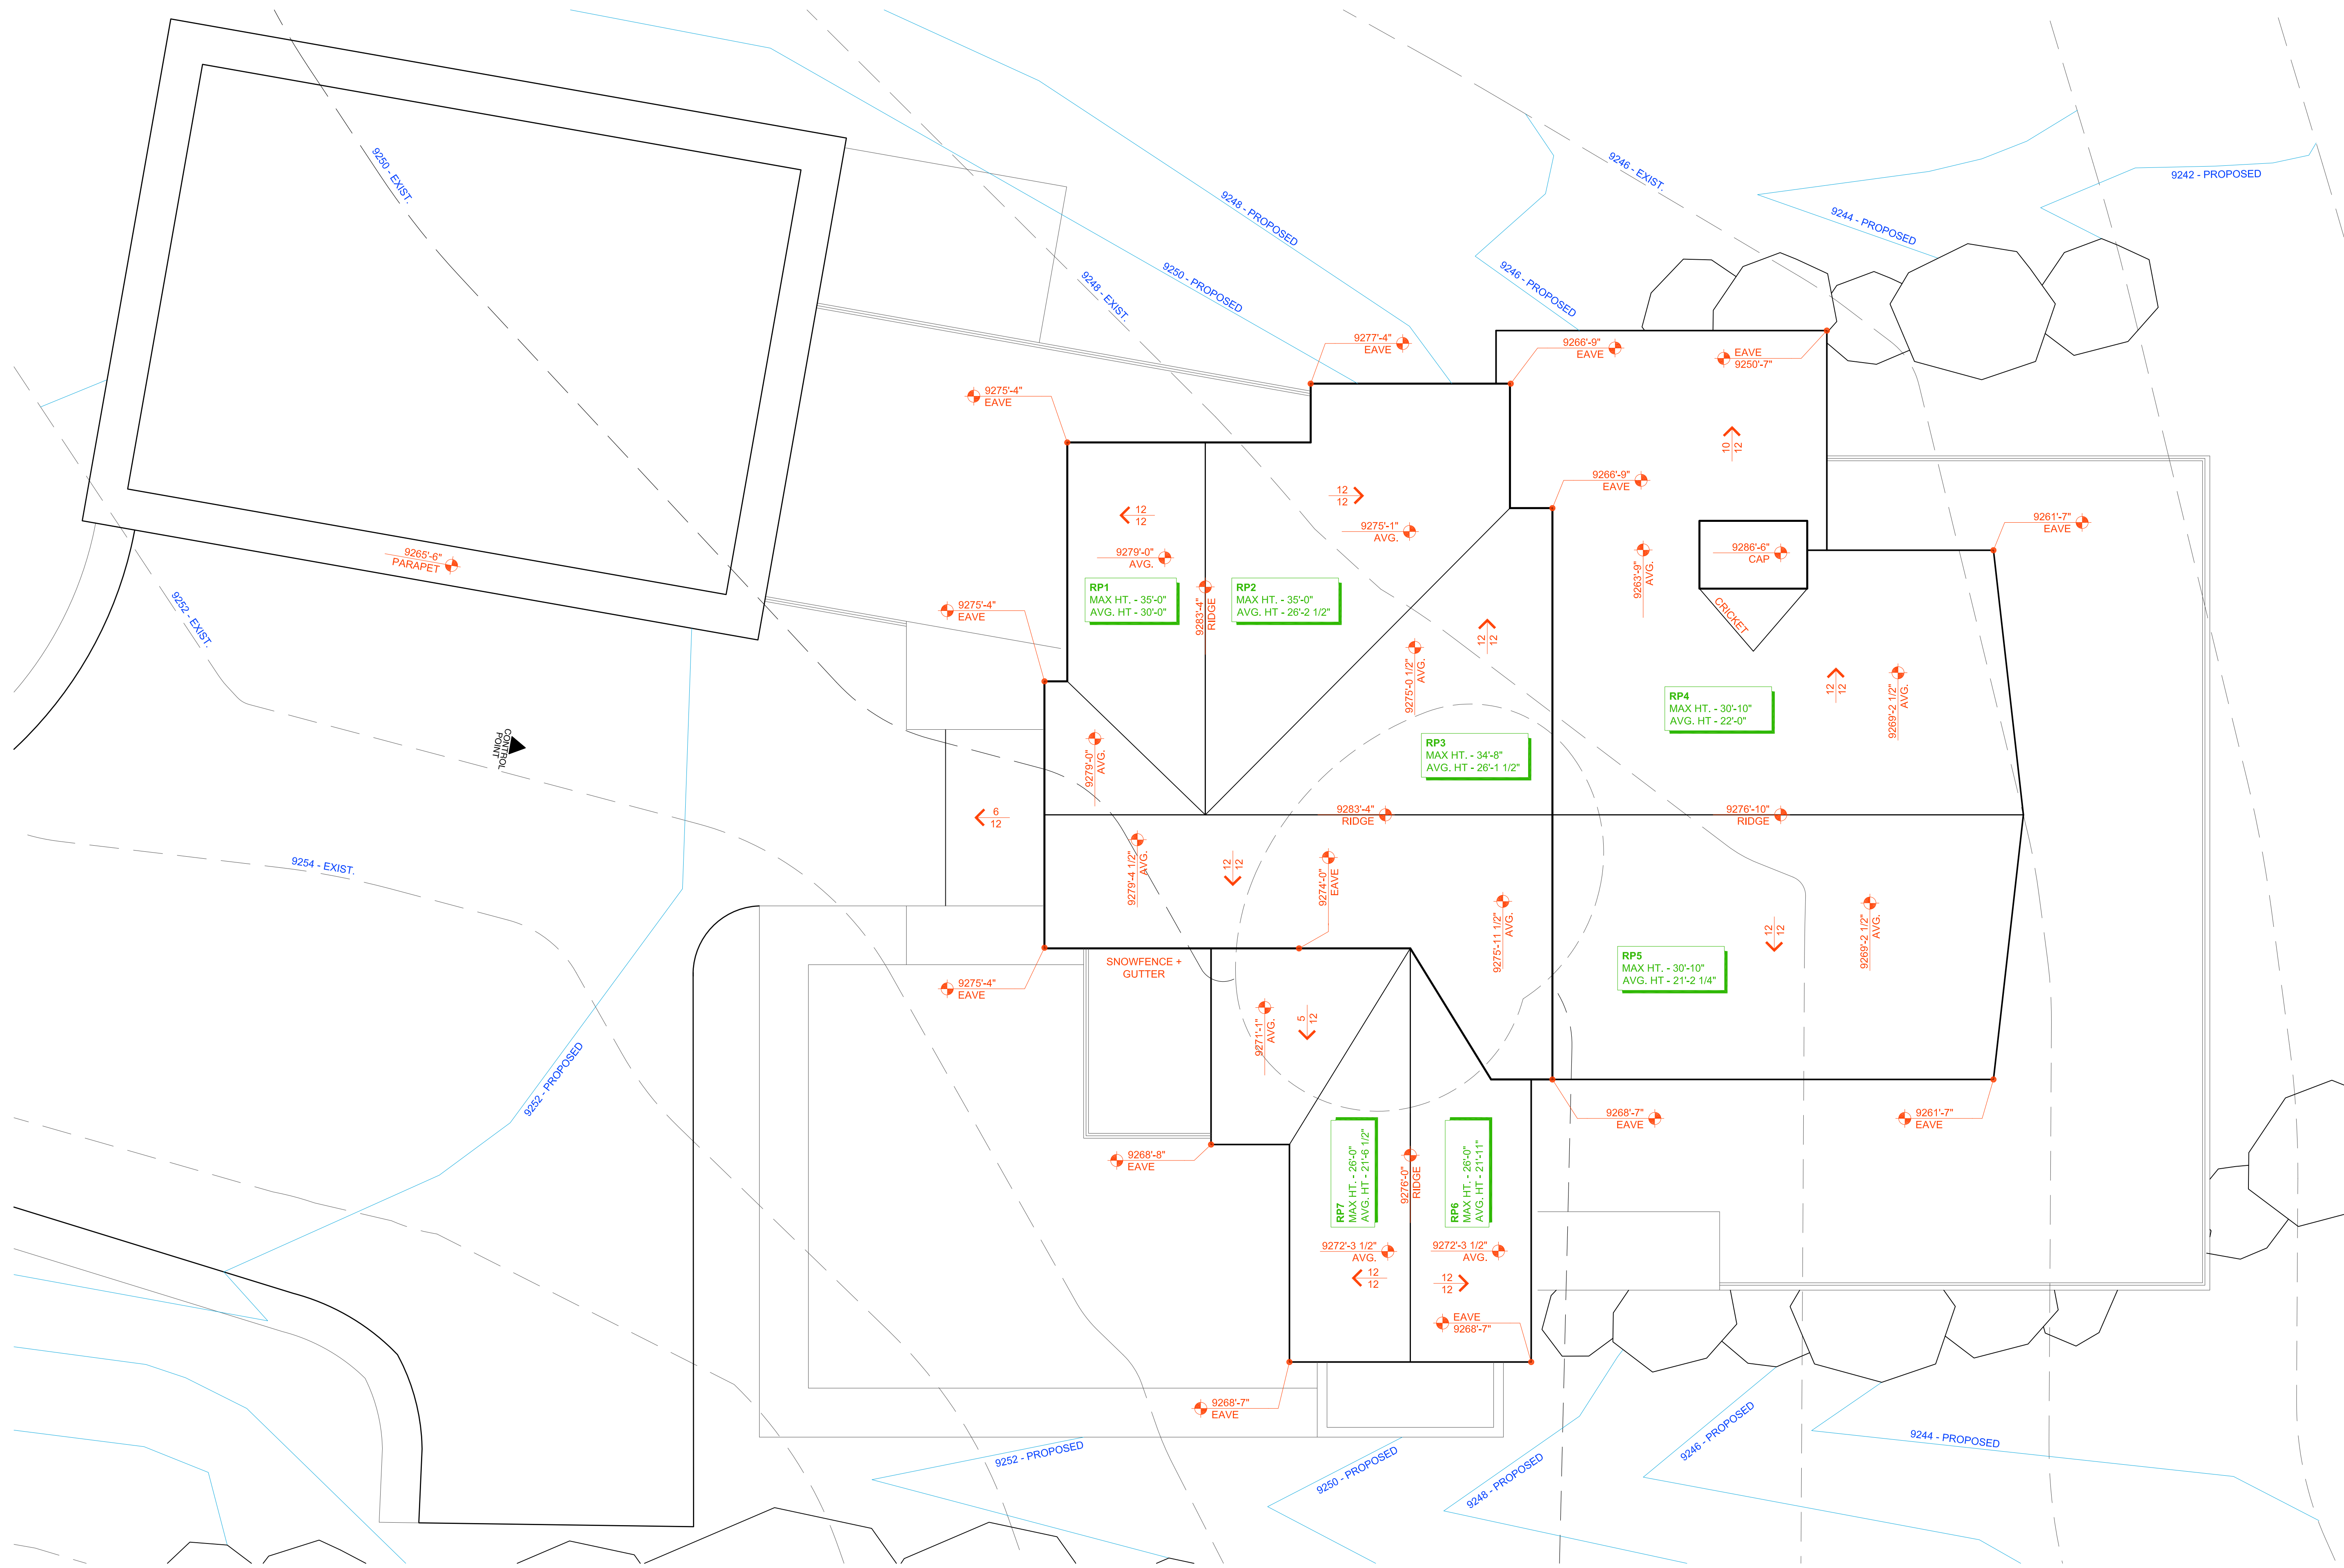 9250 - EXIST.
9248 - PROPOSED
9250 - PROPOSED
9248 - EXIST.
9246 - EXIST.
9246 - PROPOSED
9244 - PROPOSED
9242 - PROPOSED
9277'-4"
EAVE
9266'-9"
EAVE
EAVE
9250'-7"
9275'-4"
EAVE
10
12
9266'-9"
EAVE
12
12
12
12
9275'-1"
AVG.
9279'-0"
AVG.
9261'-7"
EAVE
9286'-6"
CAP
9263'-9"
AVG.
CRICKET
9265'-6"
PARAPET
9252 - EXIST.
9275'-4"
EAVE
RP1
MAX HT. - 35'-0"
AVG. HT - 30'-0"
9283'-4"
RIDGE
RP2
MAX HT. - 35'-0"
AVG. HT - 26'-2 1/2"
12
12
9275'-0 1/2"
AVG.
12
12
9269'-2 1/2"
AVG.
RP4
MAX HT. - 30'-10"
AVG. HT - 22'-0"
CONTROL
POINT
9279'-0"
AVG.
RP3
MAX HT. - 34'-8"
AVG. HT - 26'-1 1/2"
6
12
9283'-4"
RIDGE
9276'-10"
RIDGE
9254 - EXIST.
9279'-4 1/2"
AVG.
12
12
9274'-0"
EAVE
9275'-11 1/2"
AVG.
12
12
9269'-2 1/2"
AVG.
SNOWFENCE +
GUTTER
9275'-4"
EAVE
RP5
MAX HT. - 30'-10"
AVG. HT - 21'-2 1/4"
9271'-1"
AVG.
5
12
9252 - PROPOSED
9268'-7"
EAVE
9261'-7"
EAVE
9268'-8"
EAVE
RP7
MAX HT. - 26'-0"
AVG. HT - 21'-6 1/2"
9276'-0"
RIDGE
RP6
MAX HT. - 26'-0"
AVG. HT - 21'-11"
9272'-3 1/2"
AVG.
9272'-3 1/2"
AVG.
12
12
12
12
EAVE
9268'-7"
9268'-7"
EAVE
9252 - PROPOSED
9250 - PROPOSED
9248 - PROPOSED
9246 - PROPOSED
9244 - PROPOSED